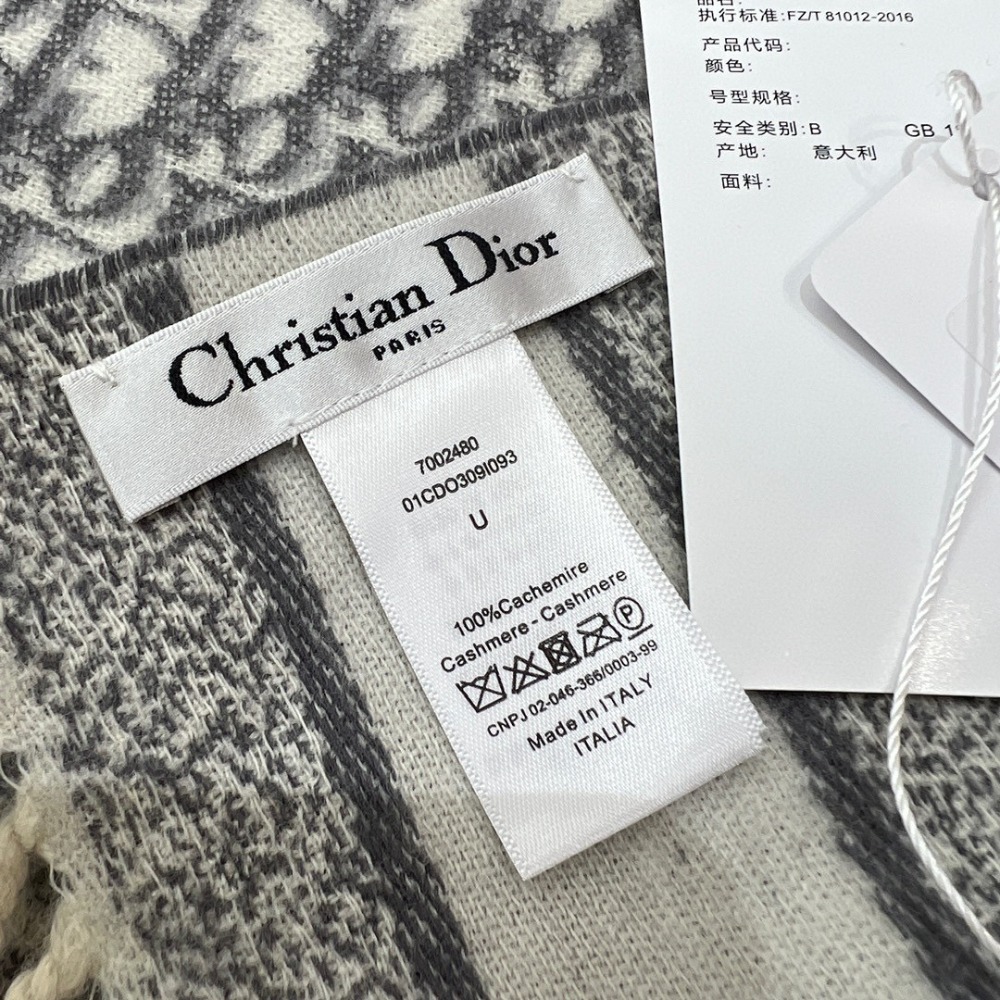 执行标准:FZ/T 81012-2016
产品代码:
颜色:
号型规格:
安全类别:B GB
产地: 意大利
面料:
Christian Dior
PARIS
7002480
01CDO309I093
U
100%Cachemire
Cashmere-Cashmere
P
CNPJ 02-046-366/0003-99
Made In ITALY
ITALIA